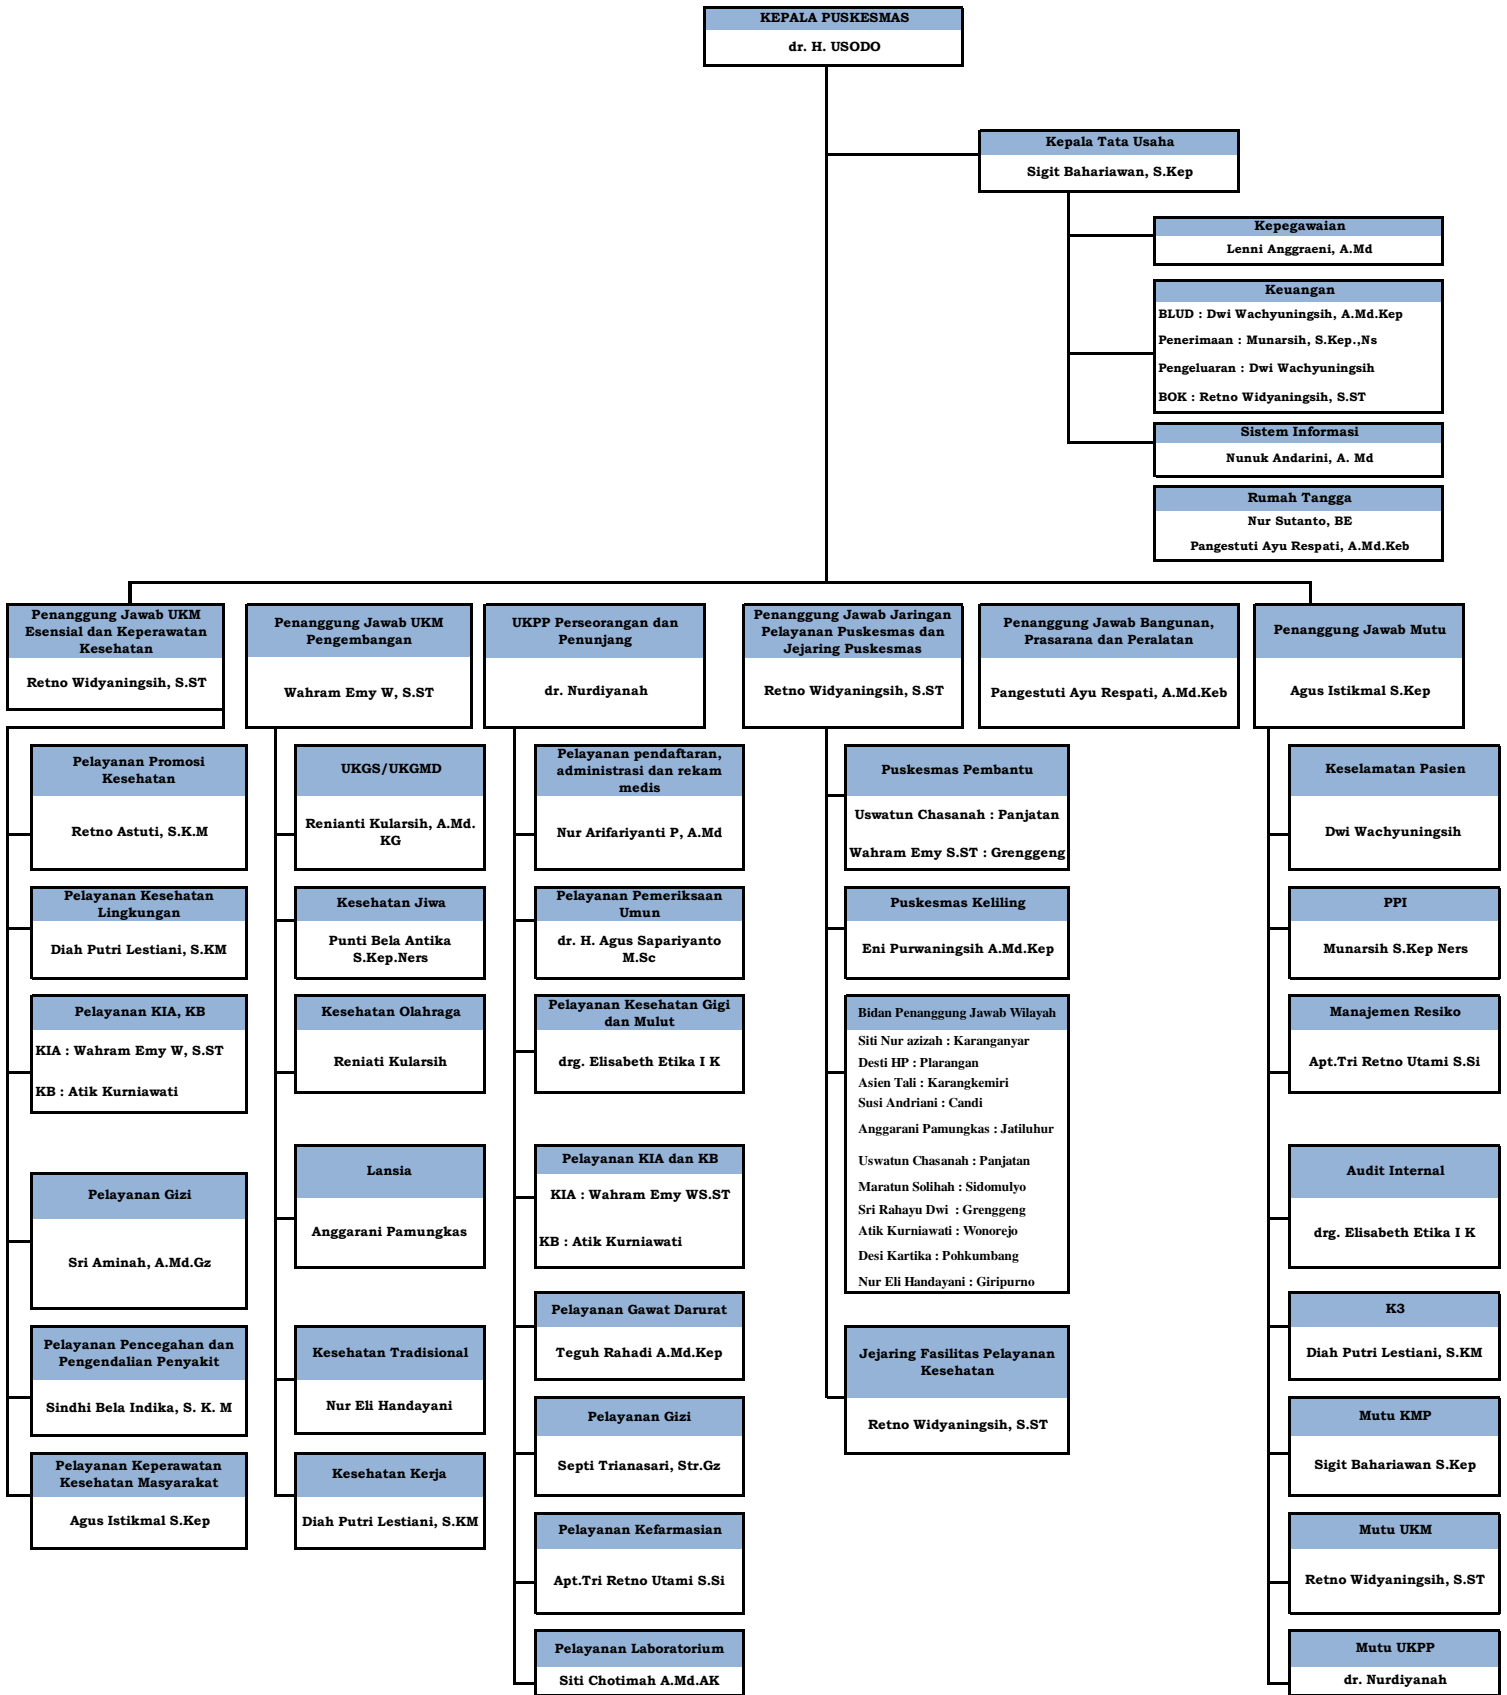 KEPALA PUSKESMAS
dr. H. USODO
Kepala Tata Usaha
Sigit Bahariawan, S.Kep
Kepegawaian
Lenni Anggraeni, A.Md
Keuangan
BLUD : Dwi Wachyuningsih, A.Md.Kep
Penerimaan : Munarsih, S.Kep.,Ns
Pengeluaran : Dwi Wachyuningsih
BOK : Retno Widyaningsih, S.ST
Sistem Informasi
Nunuk Andarini, A. Md
Rumah Tangga
Nur Sutanto, BE
Pangestuti Ayu Respati, A.Md.Keb
Penanggung Jawab UKM
Esensial dan Keperawatan
Kesehatan
Retno Widyaningsih, S.ST
Pelayanan Promosi
Kesehatan
Retno Astuti, S.K.M
Pelayanan Kesehatan
Lingkungan
Diah Putri Lestiani, S.KM
Pelayanan KIA, KB
KIA : Wahram Emy W, S.ST
KB : Atik Kurniawati
Pelayanan Gizi
Sri Aminah, A.Md.Gz
Pelayanan Pencegahan dan
Pengendalian Penyakit
Sindhi Bela Indika, S. K. M
Pelayanan Keperawatan
Kesehatan Masyarakat
Agus Istikmal S.Kep
Penanggung Jawab UKM
Pengembangan
Wahram Emy W, S.ST
UKGS/UKGMD
Renianti Kularsih, A.Md.
KG
Kesehatan Jiwa
Punti Bela Antika
S.Kep.Ners
Kesehatan Olahraga
Reniati Kularsih
Lansia
Anggarani Pamungkas
Kesehatan Tradisional
Nur Eli Handayani
Kesehatan Kerja
Diah Putri Lestiani, S.KM
UKPP Perseorangan dan
Penunjang
dr. Nurdiyanah
Pelayanan pendaftaran,
administrasi dan rekam
medis
Nur Arifariyanti P, A.Md
Pelayanan Pemeriksaan
Umun
dr. H. Agus Sapariyanto
M.Sc
Pelayanan Kesehatan Gigi
dan Mulut
drg. Elisabeth Etika I K
Pelayanan KIA dan KB
KIA : Wahram Emy WS.ST
KB : Atik Kurniawati
Pelayanan Gawat Darurat
Teguh Rahadi A.Md.Kep
Pelayanan Gizi
Septi Trianasari, Str.Gz
Pelayanan Kefarmasian
Apt.Tri Retno Utami S.Si
Pelayanan Laboratorium
Siti Chotimah A.Md.AK
Penanggung Jawab Jaringan
Pelayanan Puskesmas dan
Jejaring Puskesmas
Retno Widyaningsih, S.ST
Puskesmas Pembantu
Uswatun Chasanah : Panjatan
Wahram Emy S.ST : Grenggeng
Puskesmas Keliling
Eni Purwaningsih A.Md.Kep
Bidan Penanggung Jawab Wilayah
Siti Nur azizah : Karanganyar
Desti HP : Plarangan
Asien Tali : Karangkemiri
Susi Andriani : Candi
Anggarani Pamungkas : Jatiluhur
Uswatun Chasanah : Panjatan
Maratun Solihah : Sidomulyo
Sri Rahayu Dwi : Grenggeng
Atik Kurniawati : Wonorejo
Desi Kartika : Pohkumbang
Nur Eli Handayani : Giripurno
Jejaring Fasilitas Pelayanan
Kesehatan
Retno Widyaningsih, S.ST
Penanggung Jawab Bangunan,
Prasarana dan Peralatan
Pangestuti Ayu Respati, A.Md.Keb
Penanggung Jawab Mutu
Agus Istikmal S.Kep
Keselamatan Pasien
Dwi Wachyuningsih
PPI
Munarsih S.Kep Ners
Manajemen Resiko
Apt.Tri Retno Utami S.Si
Audit Internal
drg. Elisabeth Etika I K
K3
Diah Putri Lestiani, S.KM
Mutu KMP
Sigit Bahariawan S.Kep
Mutu UKM
Retno Widyaningsih, S.ST
Mutu UKPP
dr. Nurdiyanah